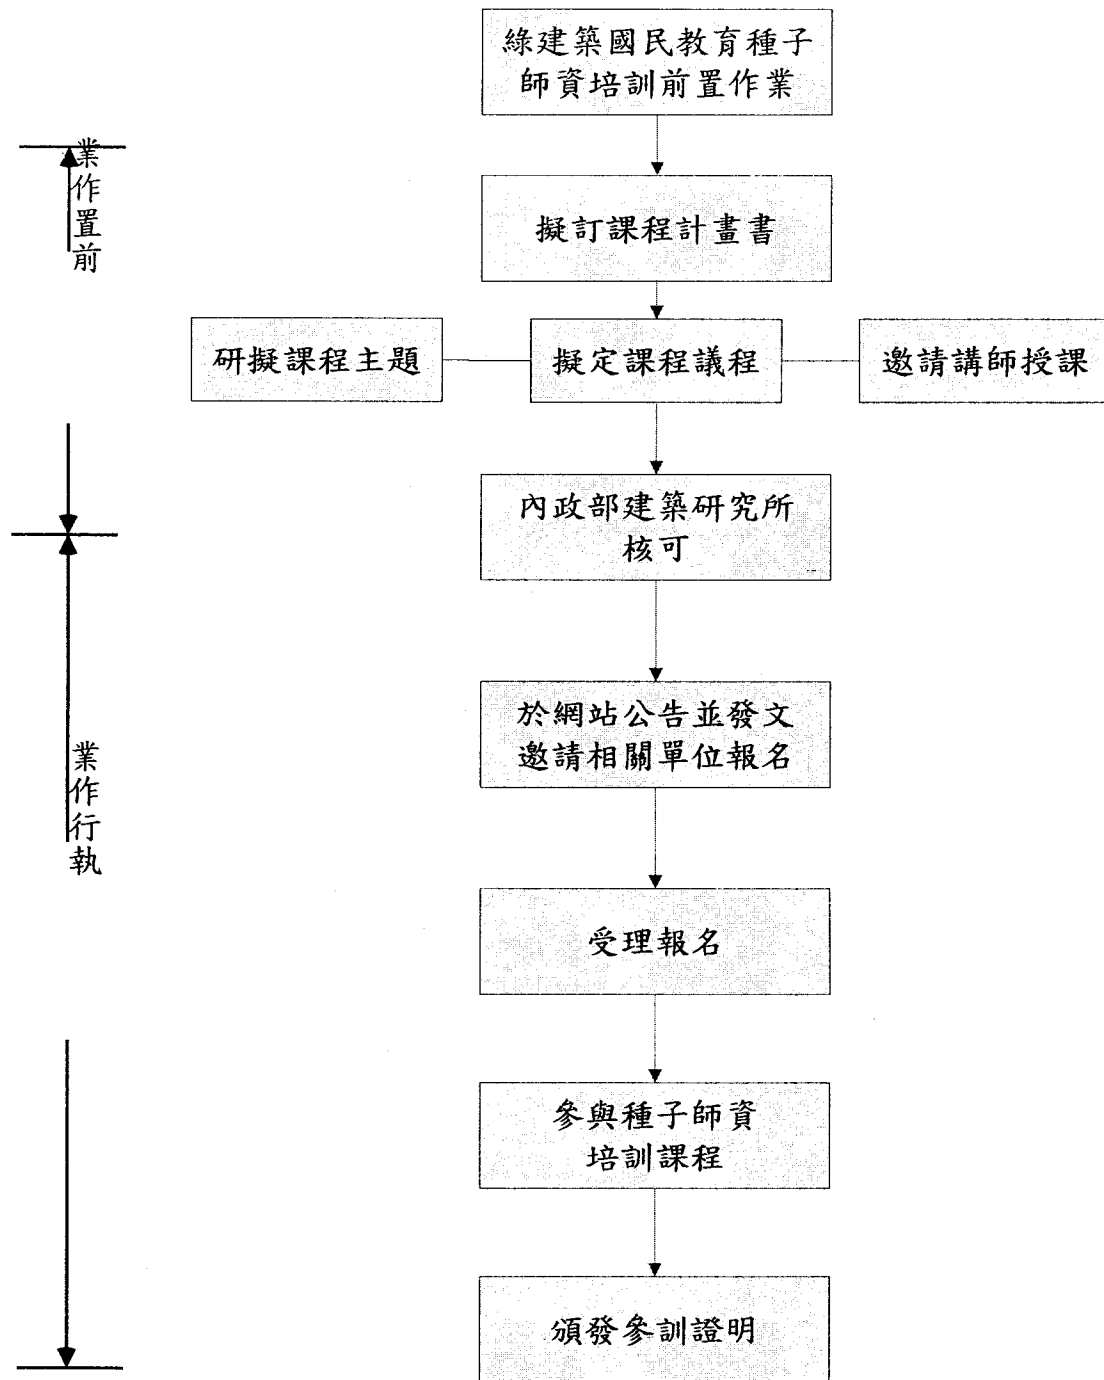 綠建築國民教育種子
師資培訓前置作業
業作置前
擬訂課程計畫書
研擬課程主題
擬定課程議程
邀請講師授課
內政部建築研究所
核可
於網站公告並發文
邀請相關單位報名
業作行執
受理報名
參與種子師資
培訓課程
頒發參訓證明